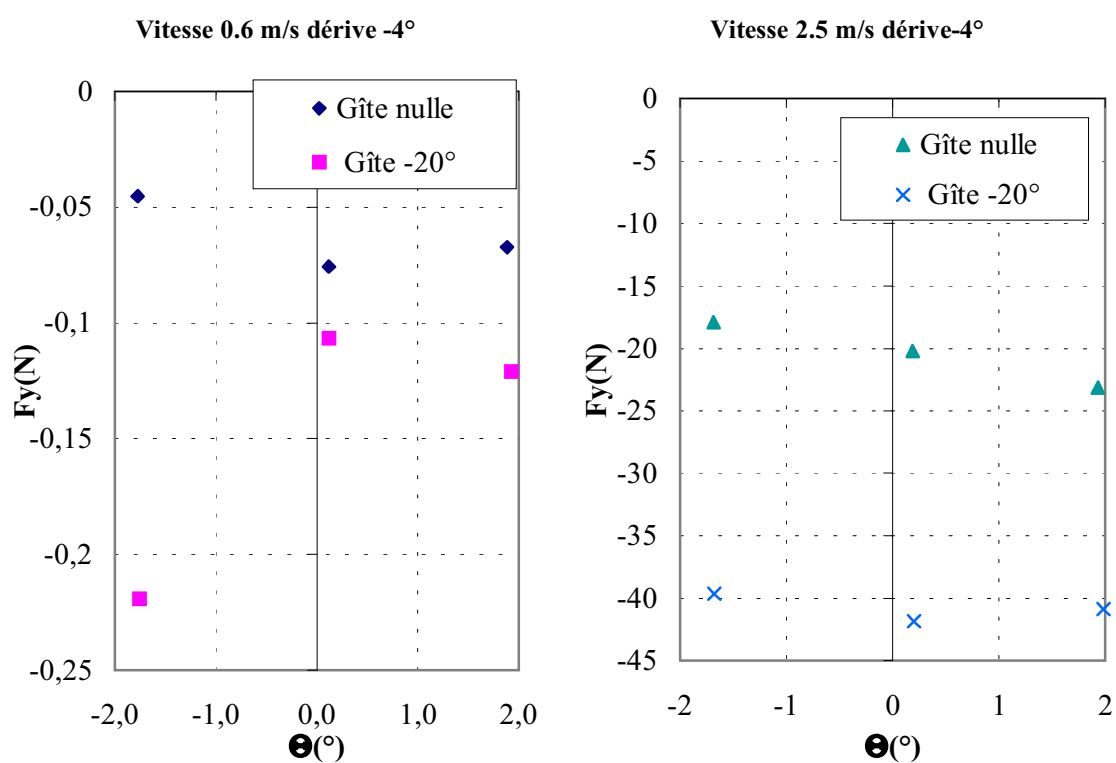 Vitesse 0.6 m/s dérive -4°
0
Gîte nulle
Gîte -20°
-0,05
-0,1
-0,15
-0,2
-0,25
Fy(N)
-2,0 -1,0 0,0 1,0 2,0
Θ(°)
Vitesse 2.5 m/s dérive-4°
0
-5
Gîte nulle
Gîte -20°
-10
-15
-20
-25
-30
-35
-40
-45
Fy(N)
-2 -1 0 1 2
Θ(°)